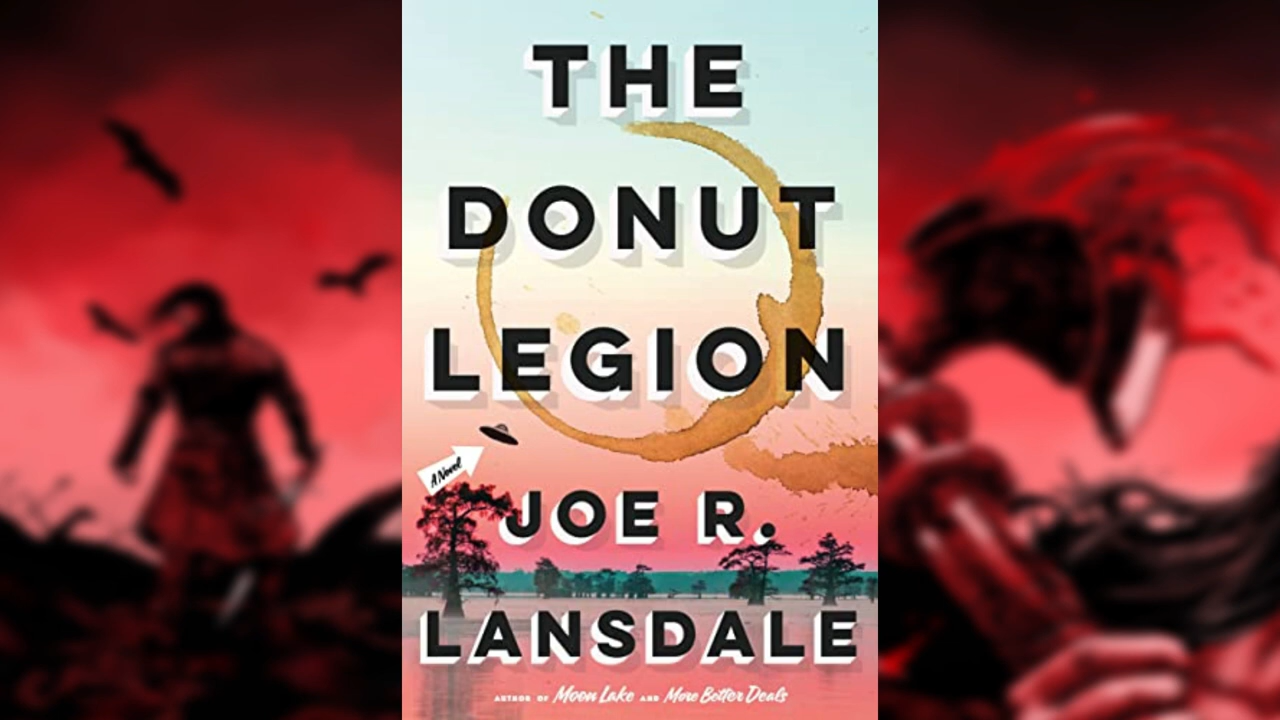 THE
DONUT
LEGION
A Novel
JOE R.
LANSDALE
AUTHOR OF Moon Lake AND More Better Deals